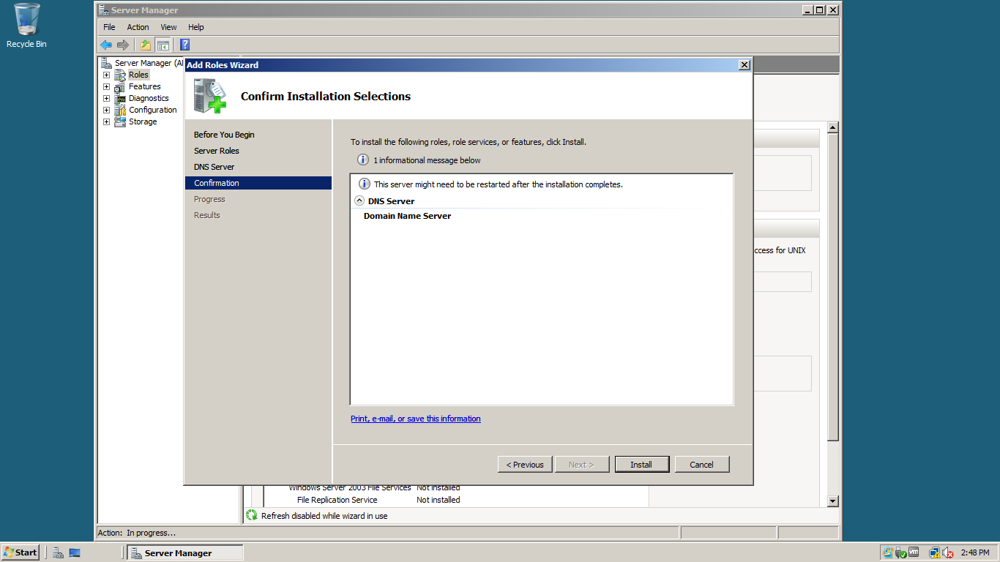 Recycle Bin
Server Manager
File Action View Help
Server Manager (Al
Roles
Features
Diagnostics
Configuration
Storage
Add Roles Wizard
Confirm Installation Selections
Before You Begin
Server Roles
DNS Server
Confirmation
Progress
Results
To install the following roles, role services, or features, click Install.
1 informational message below
This server might need to be restarted after the installation completes.
DNS Server
Domain Name Server
Print, e-mail, or save this information
< Previous Next > Install Cancel
ccess for UNIX
Windows Server 2003 File Services Not installed
File Replication Service Not installed
Refresh disabled while wizard in use
Action: In progress...
Start Server Manager 2:48 PM